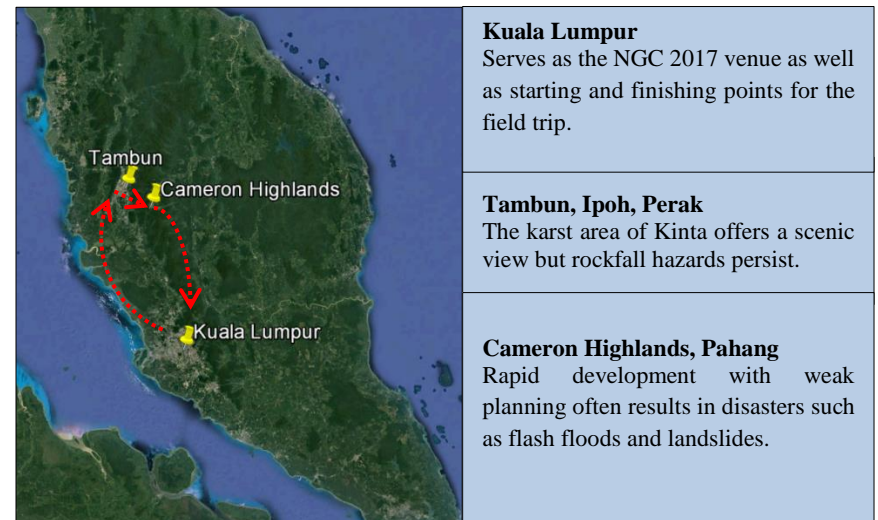 Tambun
Cameron Highlands
Kuala Lumpur
Kuala Lumpur
Serves as the NGC 2017 venue as well
as starting and finishing points for the
field trip.
Tambun, Ipoh, Perak
The karst area of Kinta offers a scenic
view but rockfall hazards persist.
Cameron Highlands, Pahang
Rapid development with weak
planning often results in disasters such
as flash floods and landslides.